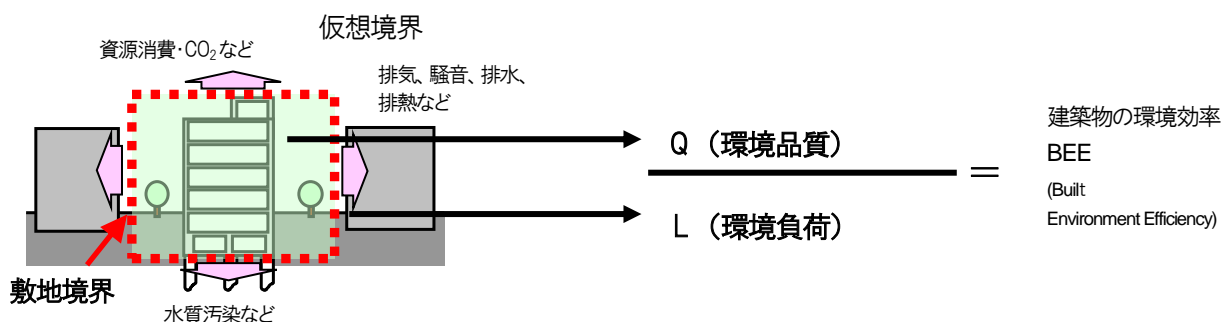 仮想境界
資源消費・CO₂など
排気、騒音、排水、
排熱など
Q（環境品質）
L（環境負荷）
＝
建築物の環境効率
BEE
(Built
Environment Efficiency)
敷地境界
水質汚染など